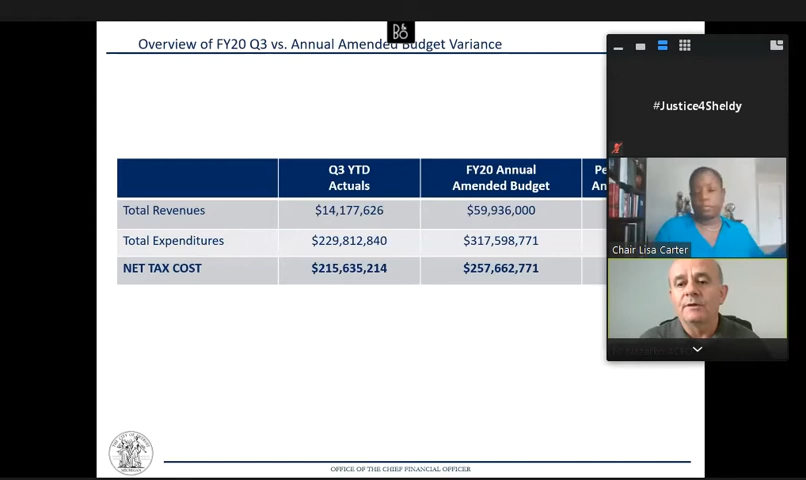 Overview of FY20 Q3 vs. Annual Amended Budget Variance
#Justice4Sheldy
Q3 YTD
Actuals
FY20 Annual
Amended Budget
Total Revenues
$14,177,626
$59,936,000
Total Expenditures
$229,812,840
$317,598,771
NET TAX COST
$215,635,214
$257,662,771
Chair Lisa Carter
OFFICE OF THE CHIEF FINANCIAL OFFICER